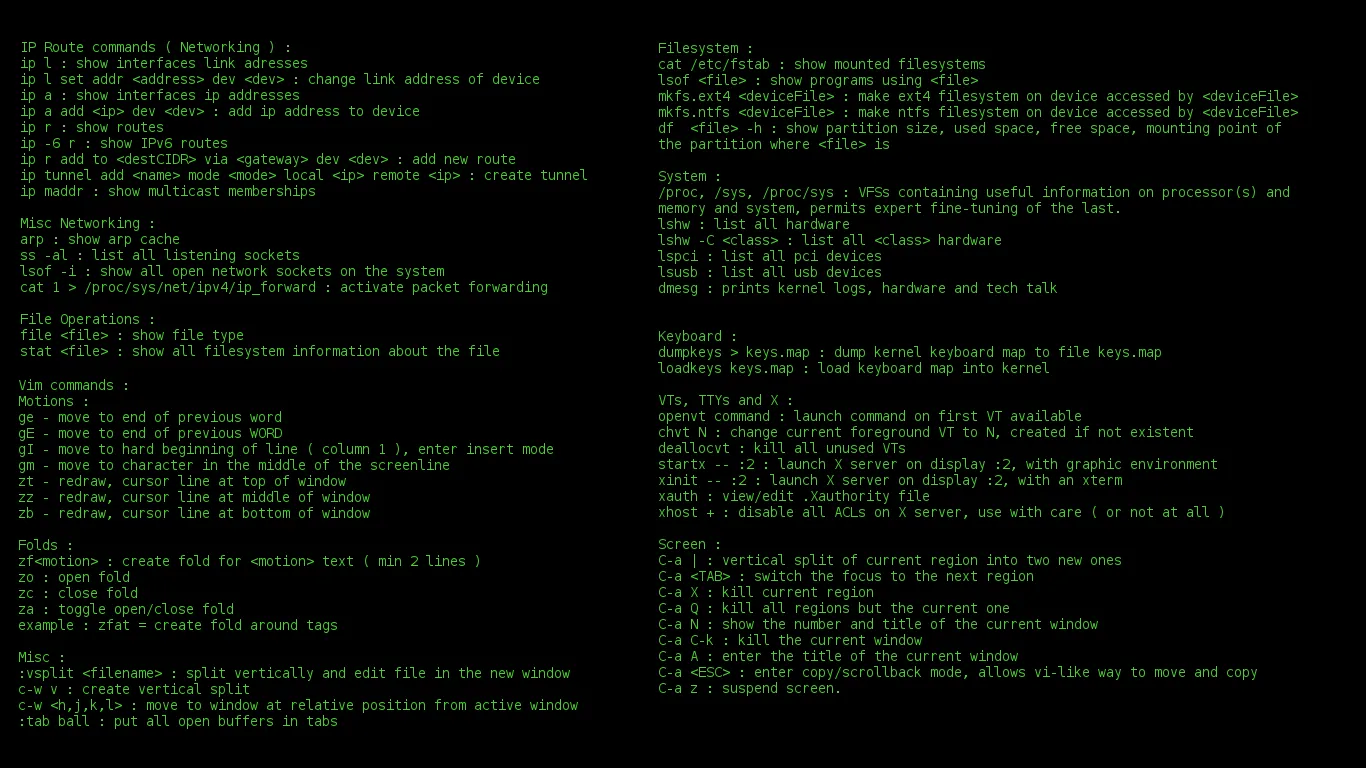 IP Route commands ( Networking ) :
ip l : show interfaces link adresses
ip l set addr <address> dev <dev> : change link address of device
ip a : show interfaces ip addresses
ip a add <ip> dev <dev> : add ip address to device
ip r : show routes
ip -6 r : show IPv6 routes
ip r add to <destCIDR> via <gateway> dev <dev> : add new route
ip tunnel add <name> mode <mode> local <ip> remote <ip> : create tunnel
ip maddr : show multicast memberships

Misc Networking :
arp : show arp cache
ss -al : list all listening sockets
lsof -i : show all open network sockets on the system
cat 1 > /proc/sys/net/ipv4/ip_forward : activate packet forwarding

File Operations :
file <file> : show file type
stat <file> : show all filesystem information about the file

Vim commands :
Motions :
ge - move to end of previous word
gE - move to end of previous WORD
gI - move to hard beginning of line ( column 1 ), enter insert mode
gm - move to character in the middle of the screenline
zt - redraw, cursor line at top of window
zz - redraw, cursor line at middle of window
zb - redraw, cursor line at bottom of window

Folds :
zf<motion> : create fold for <motion> text ( min 2 lines )
zo : open fold
zc : close fold
za : toggle open/close fold
example : zfat = create fold around tags

Misc :
:vsplit <filename> : split vertically and edit file in the new window
c-w v : create vertical split
c-w <h,j,k,l> : move to window at relative position from active window
:tab ball : put all open buffers in tabs

Filesystem :
cat /etc/fstab : show mounted filesystems
lsof <file> : show programs using <file>
mkfs.ext4 <deviceFile> : make ext4 filesystem on device accessed by <deviceFile>
mkfs.ntfs <deviceFile> : make ntfs filesystem on device accessed by <deviceFile>
df  <file> -h : show partition size, used space, free space, mounting point of
the partition where <file> is

System :
/proc, /sys, /proc/sys : VFSs containing useful information on processor(s) and
memory and system, permits expert fine-tuning of the last.
lshw : list all hardware
lshw -C <class> : list all <class> hardware
lspci : list all pci devices
lsusb : list all usb devices
dmesg : prints kernel logs, hardware and tech talk

Keyboard :
dumpkeys > keys.map : dump kernel keyboard map to file keys.map
loadkeys keys.map : load keyboard map into kernel

VTs, TTYs and X :
openvt command : launch command on first VT available
chvt N : change current foreground VT to N, created if not existent
deallocvt : kill all unused VTs
startx -- :2 : launch X server on display :2, with graphic environment
xinit -- :2 : launch X server on display :2, with an xterm
xauth : view/edit .Xauthority file
xhost + : disable all ACLs on X server, use with care ( or not at all )

Screen :
C-a | : vertical split of current region into two new ones
C-a <TAB> : switch the focus to the next region
C-a X : kill current region
C-a Q : kill all regions but the current one
C-a N : show the number and title of the current window
C-a C-k : kill the current window
C-a A : enter the title of the current window
C-a <ESC> : enter copy/scrollback mode, allows vi-like way to move and copy
C-a z : suspend screen.